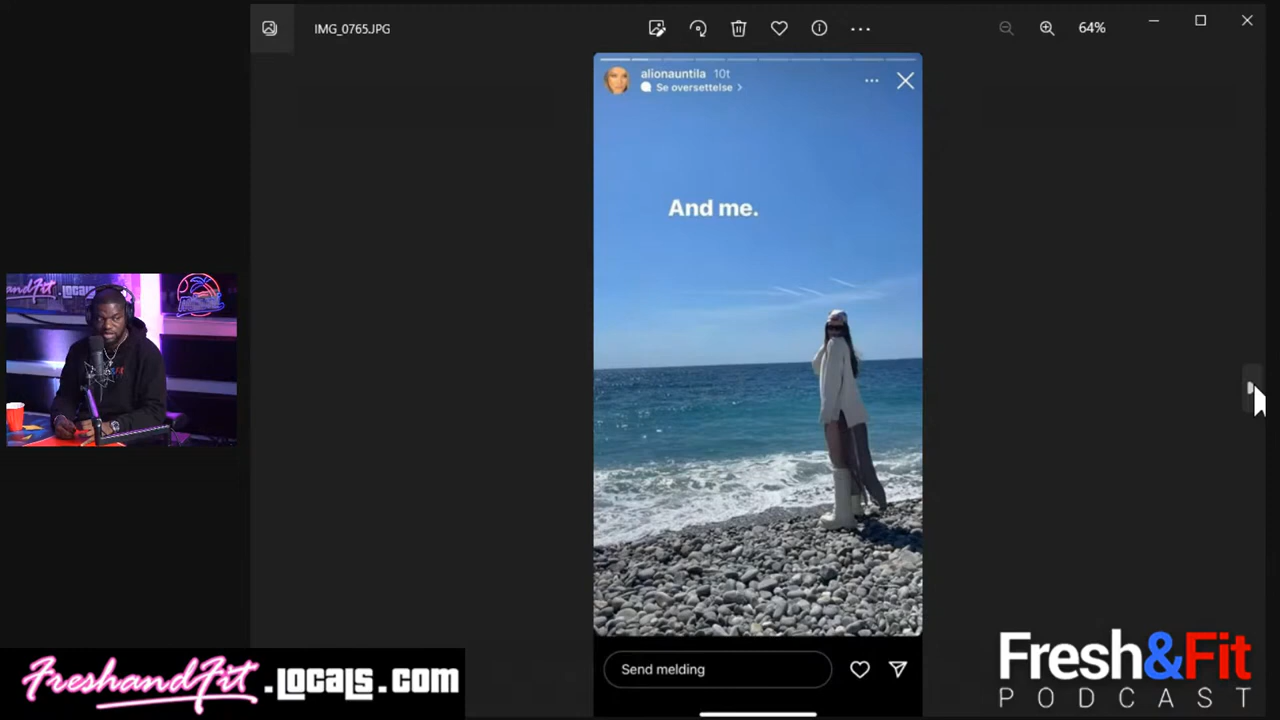 IMG_0765.JPG
64%
alionauntila 10t
Se oversettelse
And me.
Send melding
FreshandFit.Locals.com
Fresh&Fit
PODCAST